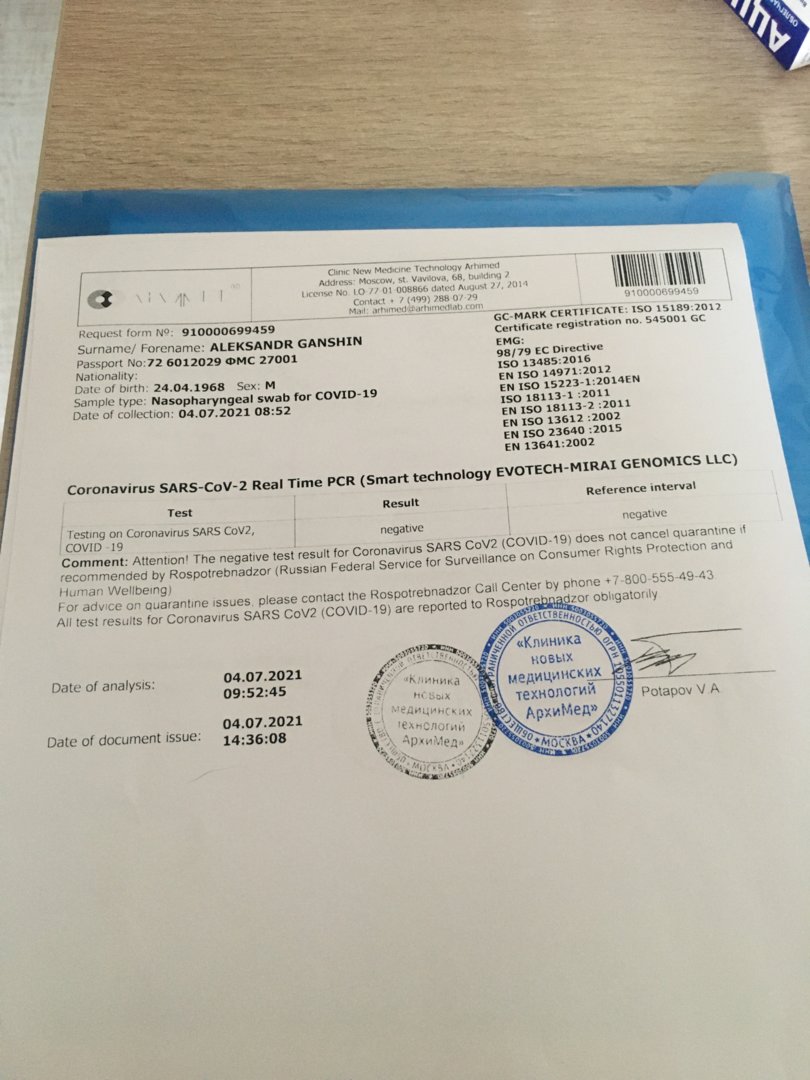 АЦИ
Clinic New Medicine Technology Arhimed
Address: Moscow, st. Vavilova, 68, building 2
License No. LO-77-01-008866 dated August 27, 2014
Contact + 7 (499) 288-07-29
Mail: arhimed@arhimedlab.com
910000699459
Request form Nº: 910000699459
Surname/ Forename: ALEKSANDR GANSHIN
Passport No:72 6012029 ФМС 27001
Nationality:
Date of birth: 24.04.1968 Sex: M
Sample type: Nasopharyngeal swab for COVID-19
Date of collection: 04.07.2021 08:52
GC-MARK CERTIFICATE: ISO 15189:2012
Certificate registration no. 545001 GC
EMG:
98/79 EC Directive
ISO 13485:2016
EN ISO 14971:2012
EN ISO 15223-1:2014EN
ISO 18113-1 :2011
EN ISO 18113-2 :2011
EN ISO 13612 :2002
EN ISO 23640 :2015
EN 13641:2002
Coronavirus SARS-CoV-2 Real Time PCR (Smart technology EVOTECH-MIRAI GENOMICS LLC)
Test Result Reference interval
Testing on Coronavirus SARS CoV2, negative negative
COVID -19
Comment: Attention! The negative test result for Coronavirus SARS CoV2 (COVID-19) does not cancel quarantine if
recommended by Rospotrebnadzor (Russian Federal Service for Surveillance on Consumer Rights Protection and
Human Wellbeing)
For advice on quarantine issues, please contact the Rospotrebnadzor Call Center by phone +7-800-555-49-43.
All test results for Coronavirus SARS CoV2 (COVID-19) are reported to Rospotrebnadzor obligatorily
Date of analysis: 04.07.2021
09:52:45
Date of document issue: 04.07.2021
14:36:08
«Клиника
новых
медицинских
технологий
АрхиМед»
МОСКВА
«Клиника
новых
медицинских
технологий
АрхиМед»
МОСКВА
Potapov V A.